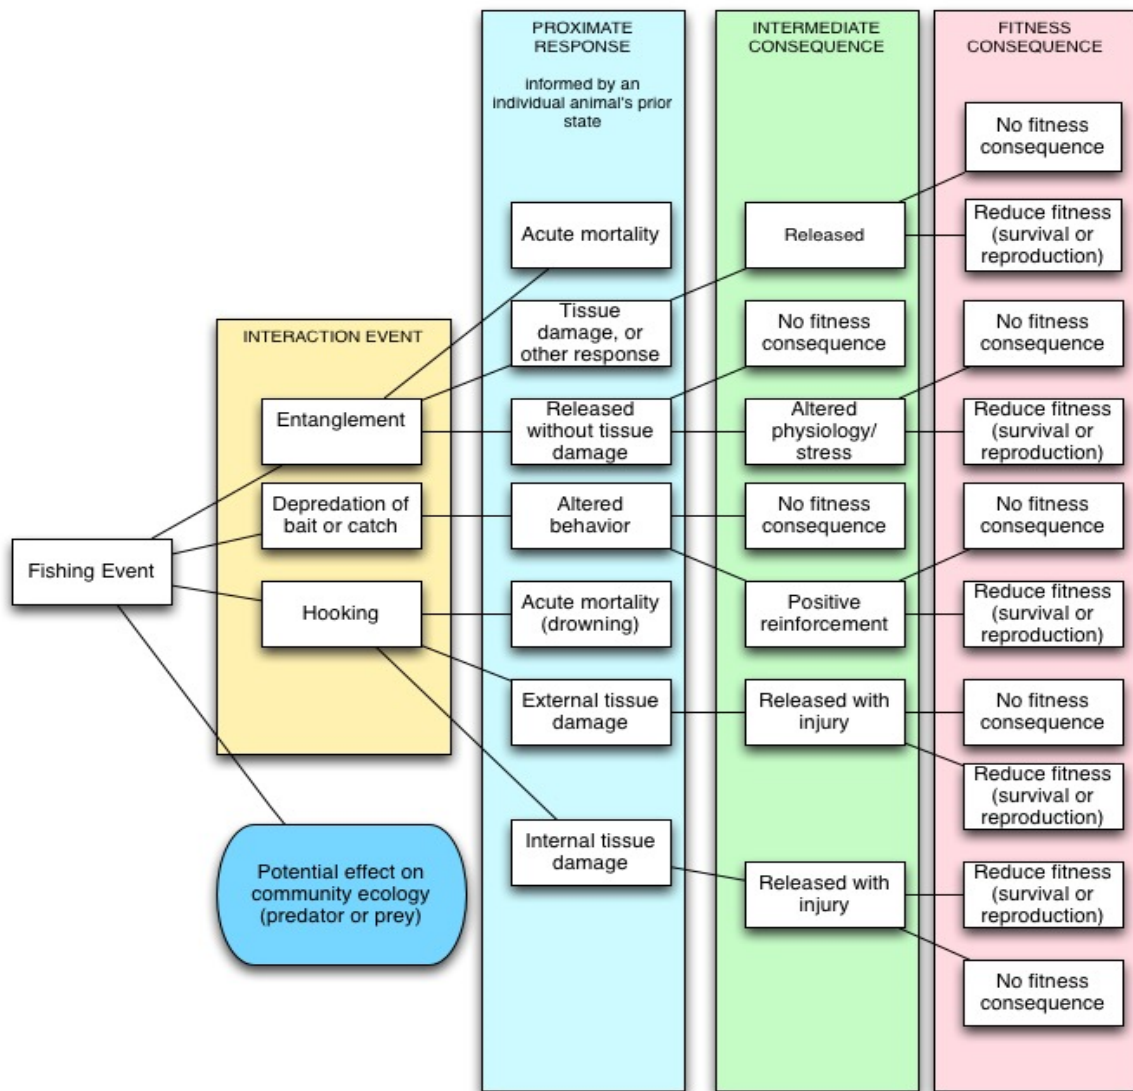 PROXIMATE
RESPONSE
informed by an
individual animal's prior
state
INTERMEDIATE
CONSEQUENCE
FITNESS
CONSEQUENCE
No fitness
consequence
Acute mortality
Released
Reduce fitness
(survival or
reproduction)
INTERACTION EVENT
Tissue
damage, or
other response
No fitness
consequence
No fitness
consequence
Entanglement
Released
without tissue
damage
Altered
physiology/
stress
Reduce fitness
(survival or
reproduction)
Depredation of
bait or catch
Altered
behavior
No fitness
consequence
No fitness
consequence
Fishing Event
Hooking
Acute mortality
(drowning)
Positive
reinforcement
Reduce fitness
(survival or
reproduction)
External tissue
damage
Released with
injury
No fitness
consequence
Reduce fitness
(survival or
reproduction)
Internal tissue
damage
Potential effect on
community ecology
(predator or prey)
Released with
injury
Reduce fitness
(survival or
reproduction)
No fitness
consequence